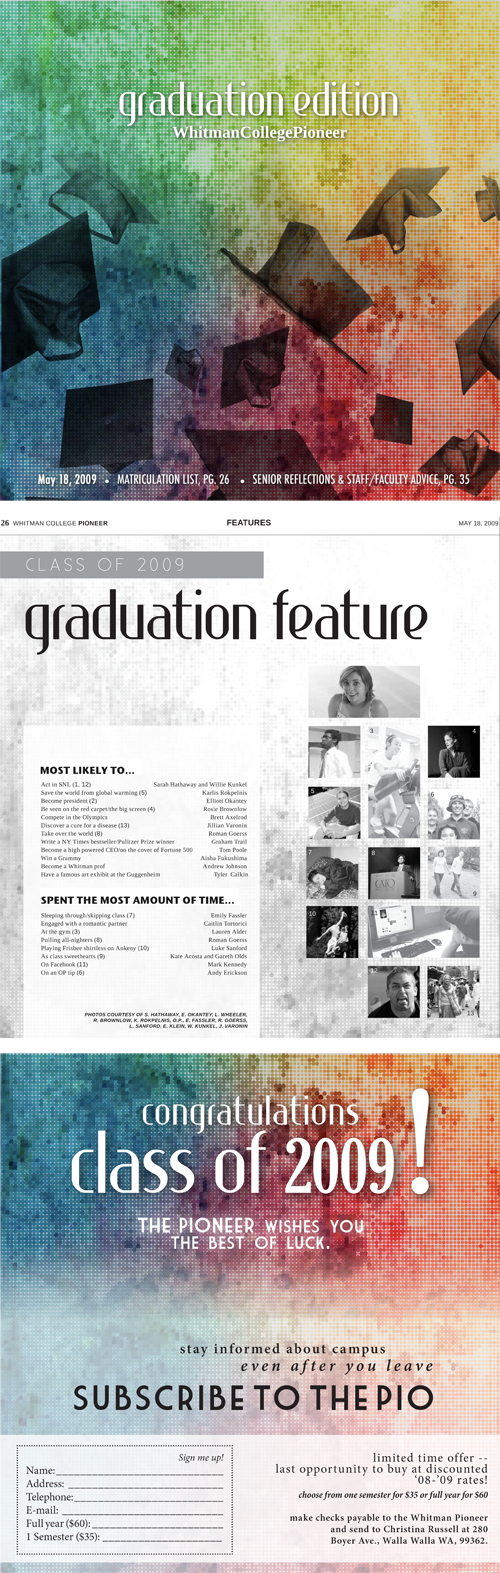 graduation edition
WhitmanCollegePioneer
May 18, 2009 • MATRICULATION LIST, PG. 26 • SENIOR REFLECTIONS & STAFF/FACULTY ADVICE, PG. 35
26 WHITMAN COLLEGE PIONEER FEATURES MAY 18, 2009
CLASS OF 2009
graduation feature
MOST LIKELY TO...
Act in SNL (1, 12) Sarah Hathaway and Willie Kunkel
Save the world from global warming (5) Karlis Rokpelnis
Become president (2) Elliott Okantey
Be seen on the red carpet/the big screen (4) Rosie Brownlow
Compete in the Olympics Brett Axelrod
Discover a cure for a disease (13) Jillian Varonin
Take over the world (8) Roman Goerss
Write a NY Times bestseller/Pulitzer Prize winner Graham Trail
Become a high powered CEO/on the cover of Fortune 500 Tom Poole
Win a Grammy Aisha Fukushima
Become a Whitman prof Andrew Johnson
Have a famous art exhibit at the Guggenheim Tyler Calkin
SPENT THE MOST AMOUNT OF TIME...
Sleeping through/skipping class (7) Emily Fassler
Engaged with a romantic partner Caitlin Tortorici
At the gym (3) Lauren Alder
Pulling all-nighters (8) Roman Goerss
Playing Frisbee shirtless on Ankeny (10) Luke Sanford
As class sweethearts (9) Kate Acosta and Gareth Olds
On Facebook (11) Mark Kennedy
On an OP tip (6) Andy Erickson
PHOTOS COURTESY OF S. HATHAWAY, E. OKANTEY, L. WHEELER,
R. BROWNLOW, K. ROKPELNIS, O.P., E. FASSLER, R. GOERSS,
L. SANFORD, E. KLEIN, W. KUNKEL, J. VARONIN
3
4
5
6
7
8
CATO
9
10
13
congratulations
class of 2009!
THE PIONEER WISHES YOU
THE BEST OF LUCK.
stay informed about campus
even after you leave
SUBSCRIBE TO THE PIO
Sign me up!
Name:
Address:
Telephone:
E-mail:
Full year ($60):
1 Semester ($35):
limited time offer --
last opportunity to buy at discounted
'08-'09 rates!
choose from one semester for $35 or full year for $60
make checks payable to the Whitman Pioneer
and send to Christina Russell at 280
Boyer Ave., Walla Walla WA, 99362.